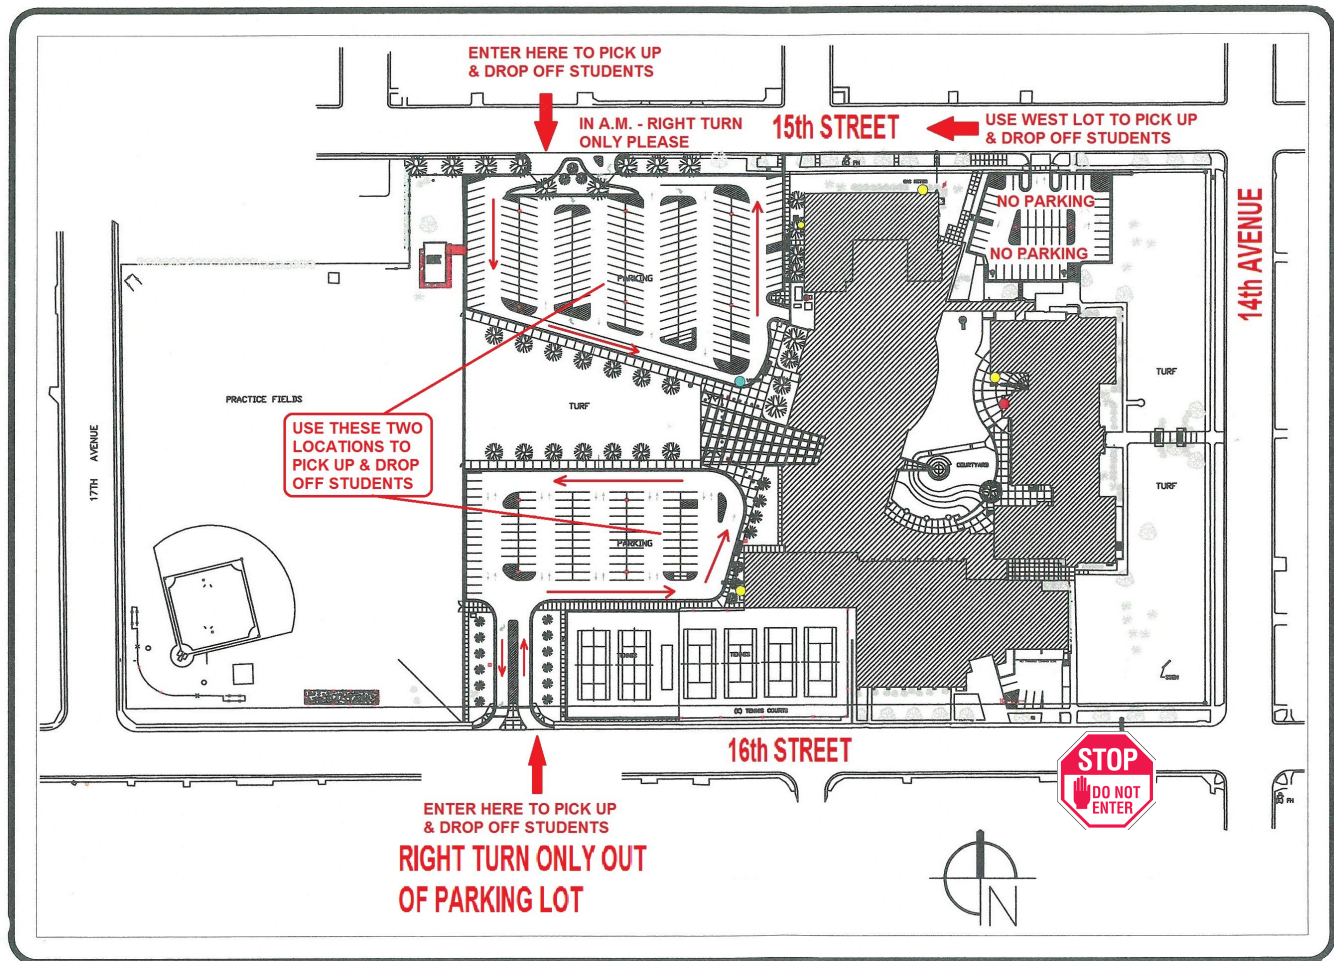 ENTER HERE TO PICK UP
& DROP OFF STUDENTS
IN A.M. - RIGHT TURN
ONLY PLEASE
15th STREET
USE WEST LOT TO PICK UP
& DROP OFF STUDENTS
NO PARKING
NO PARKING
14th AVENUE
PARKING
TURF
PRACTICE FIELDS
TURF
USE THESE TWO
LOCATIONS TO
PICK UP & DROP
OFF STUDENTS
17TH AVENUE
COURTYARD
TURF
PARKING
TENNIS
TENNIS
(E) TENNIS COURTS
16th STREET
STOP
DO NOT
ENTER
ENTER HERE TO PICK UP
& DROP OFF STUDENTS
RIGHT TURN ONLY OUT
OF PARKING LOT
N